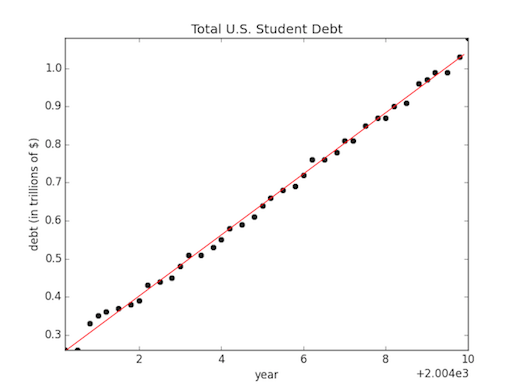 Total U.S. Student Debt
debt (in trillions of $)
1.0
0.9
0.8
0.7
0.6
0.5
0.4
0.3
2 4 6 8 10
year
+2.004e3